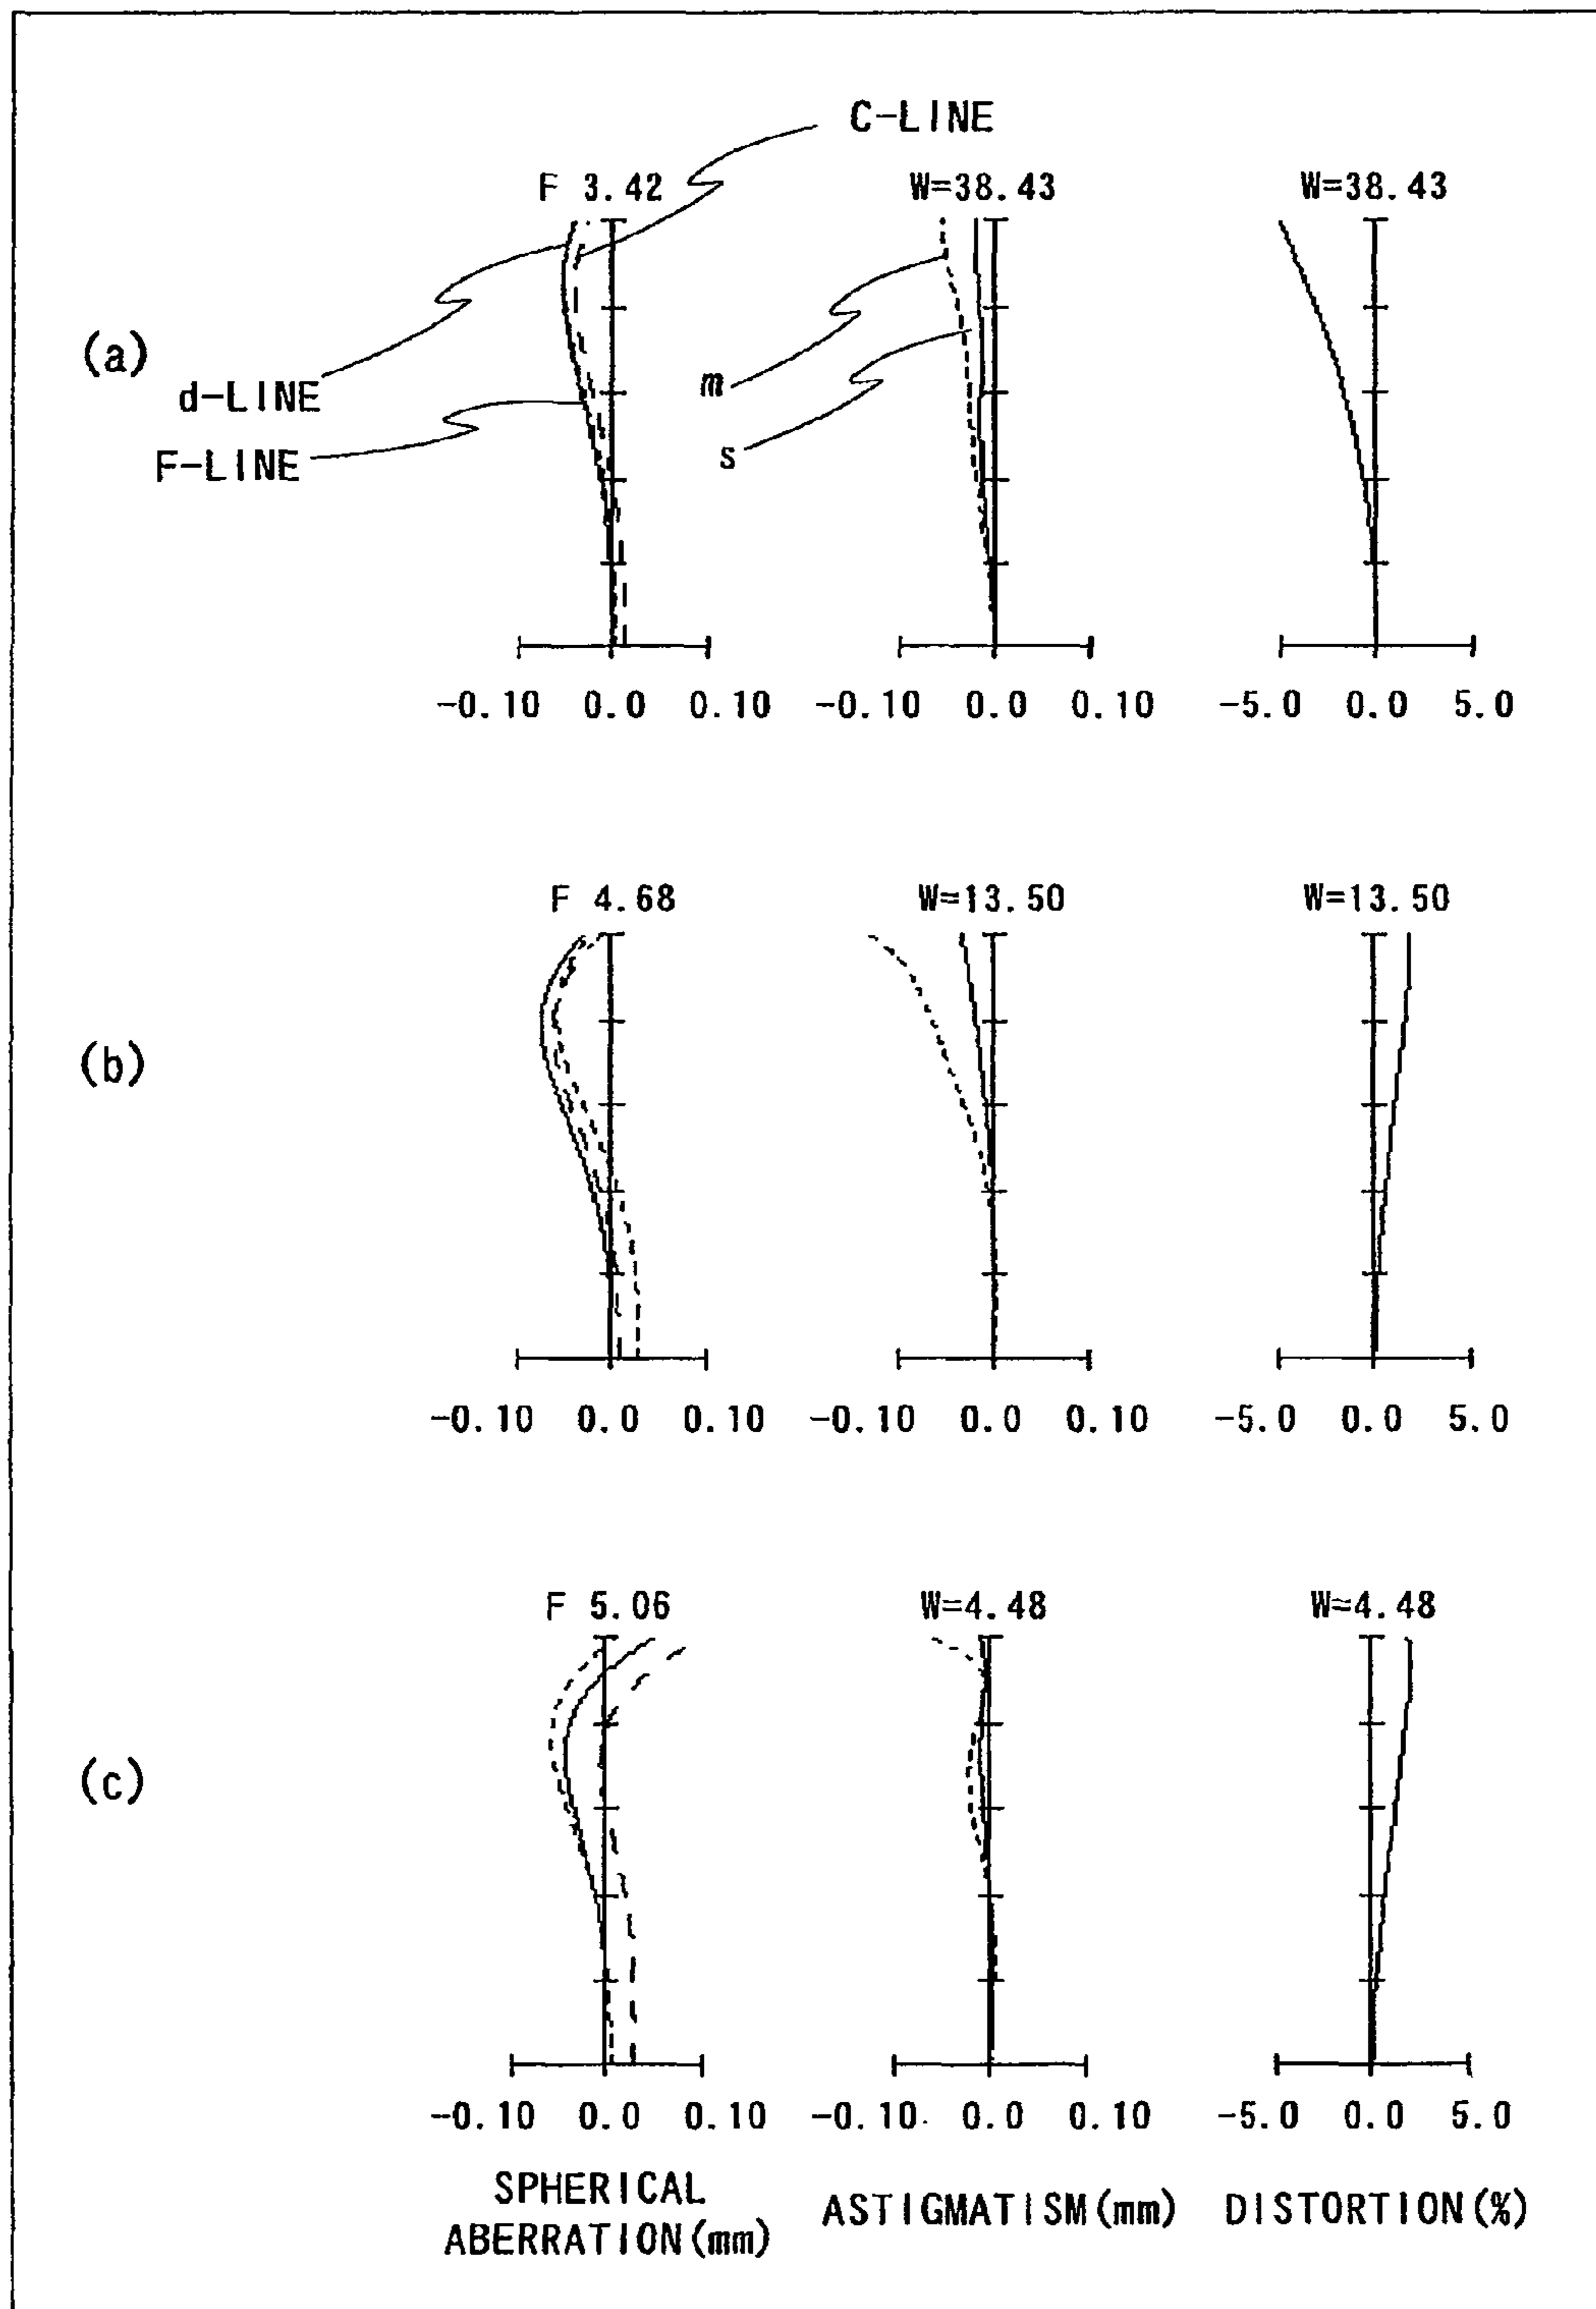 C-LINE
F 3.42
W=38.43
W=38.43
(a)
d-LINE
F-LINE
m
s
-0.10 0.0 0.10
-0.10 0.0 0.10
-5.0 0.0 5.0
F 4.68
W=13.50
W=13.50
(b)
-0.10 0.0 0.10
-0.10 0.0 0.10
-5.0 0.0 5.0
F 5.06
W=4.48
W=4.48
(c)
-0.10 0.0 0.10
-0.10 0.0 0.10
-5.0 0.0 5.0
SPHERICAL
ABERRATION(mm)
ASTIGMATISM(mm)
DISTORTION(%)